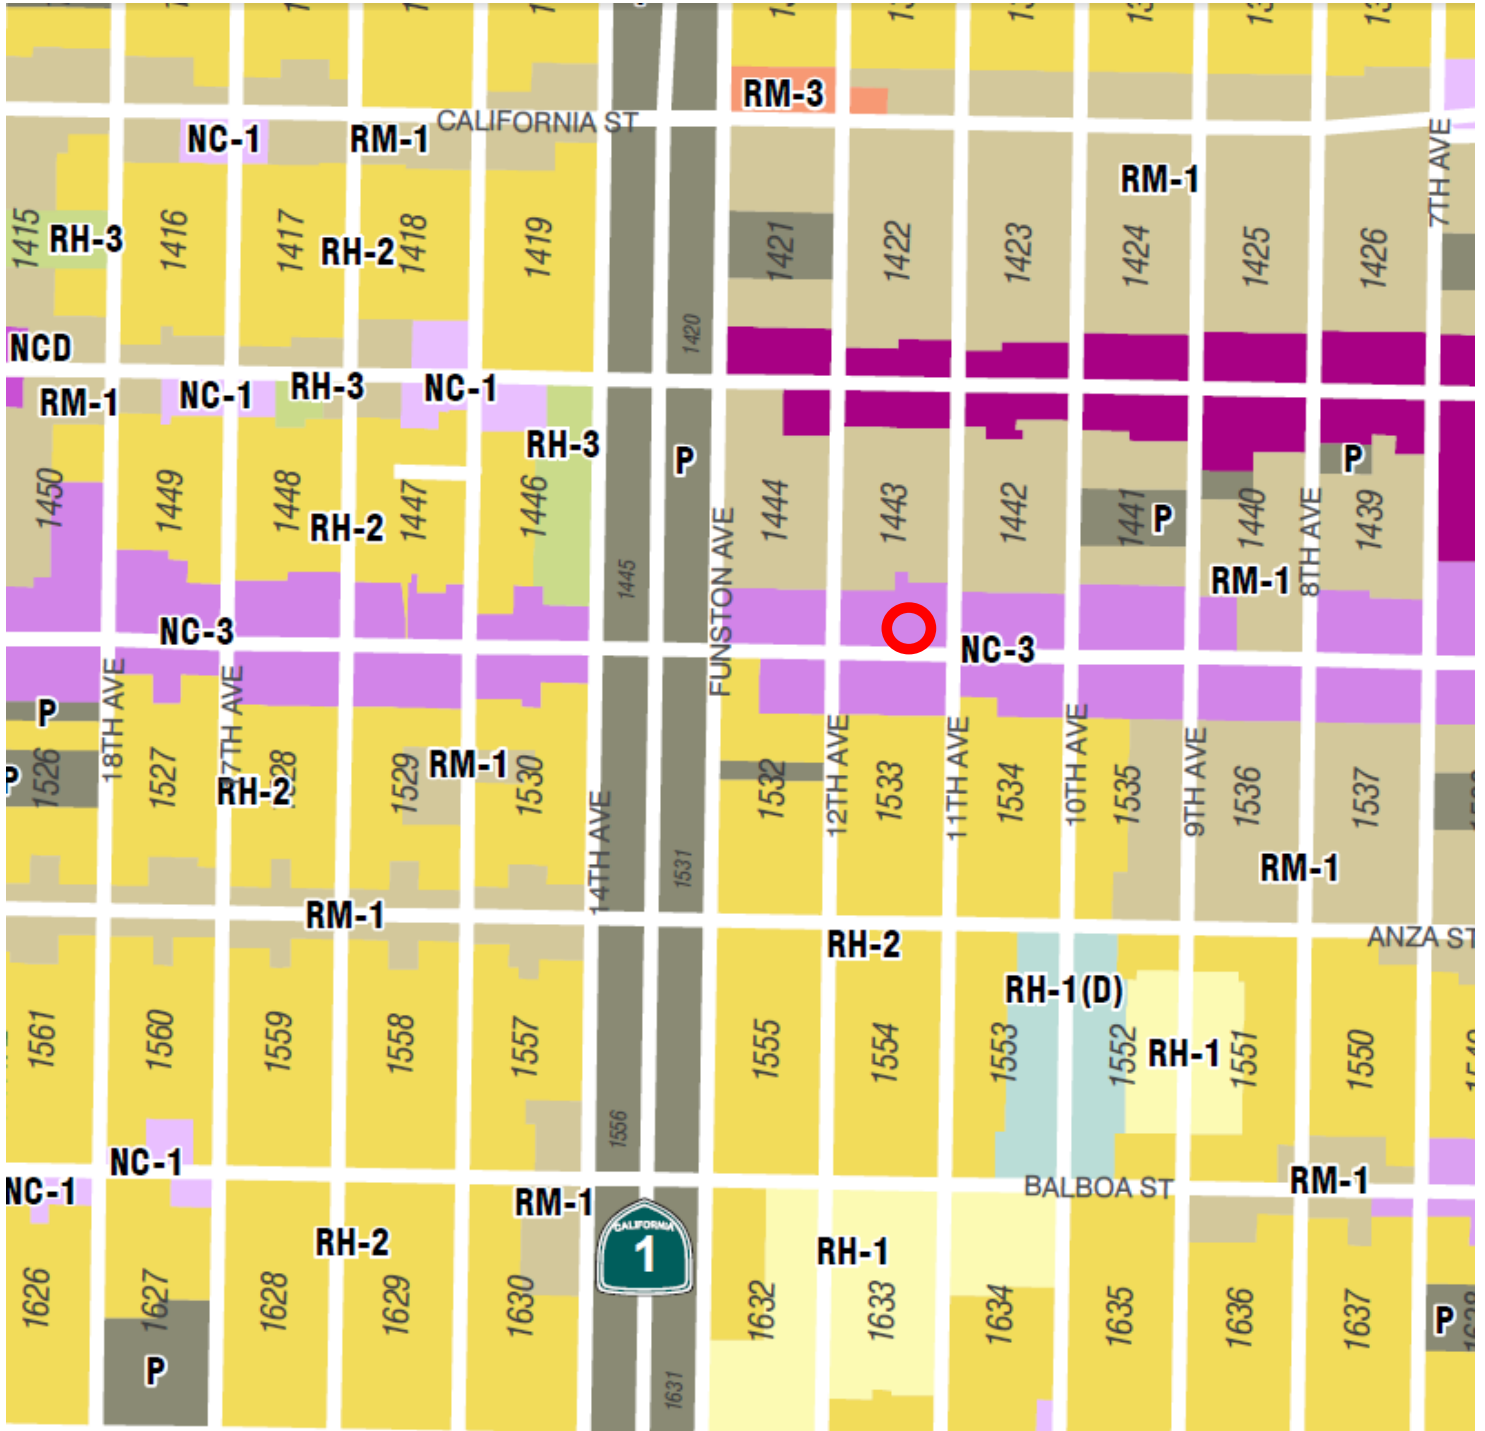 RM-3
CALIFORNIA ST
NC-1
RM-1
7TH AVE
RM-1
1415
RH-3
1416
1417
RH-2
1418
1419
1421
1422
1423
1424
1425
1426
1420
NCD
RM-1
NC-1
RH-3
NC-1
RH-3
P
P
1450
1449
1448
RH-2
1447
1446
1445
FUNSTON AVE
1444
1443
1442
1441
P
1440
8TH AVE
1439
RM-1
NC-3
NC-3
P
18TH AVE
17TH AVE
P
1526
1527
RH-2
1529
RM-1
1530
14TH AVE
1532
12TH AVE
1533
11TH AVE
1534
10TH AVE
1535
9TH AVE
1536
1537
1531
RM-1
RM-1
RH-2
ANZA ST
RH-1(D)
1561
1560
1559
1558
1557
1555
1554
1553
1552
RH-1
1551
1550
1556
NC-1
NC-1
RM-1
BALBOA ST
RM-1
CALIFORNIA
1
RH-2
RH-1
1626
1627
1628
1629
1630
1632
1633
1634
1635
1636
1637
P
P
1631